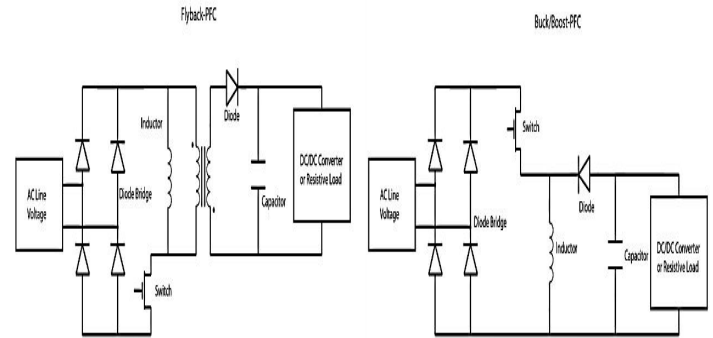 Flyback-PFC
Inductor
Diode
AC Line
Voltage
Diode Bridge
Capacitor
DC/DC Converter
or Resistive Load
Switch
Buck/Boost-PFC
Switch
AC Line
Voltage
Diode Bridge
Diode
Inductor
Capacitor
DC/DC Converter
or Resistive Load